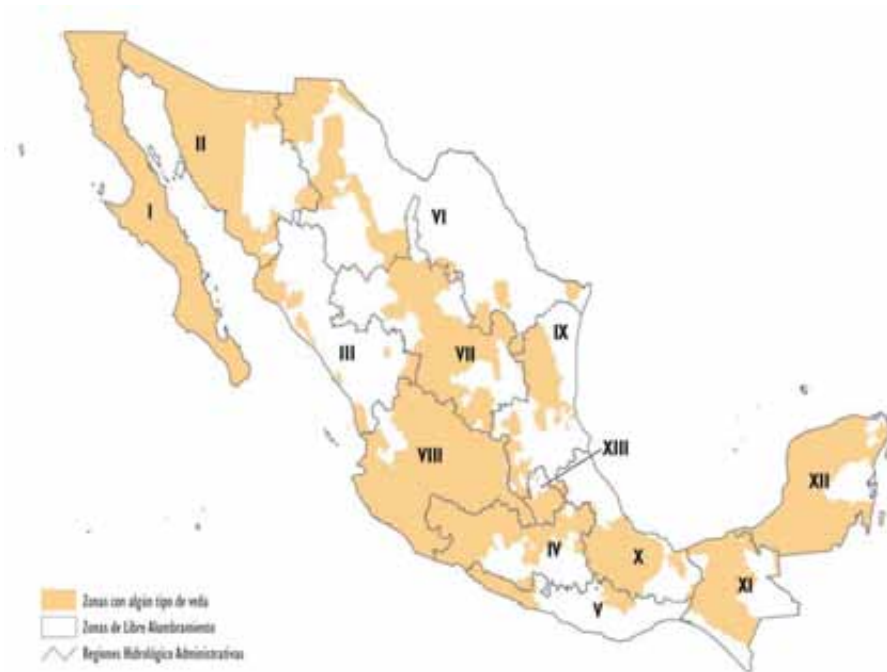 II
I
VI
IX
III
VII
XIII
VIII
XII
IV
X
XI
V
Zonas con algún tipo de veda
Zonas de Libre Alumbramiento
Regiones Hidrológico Administrativas